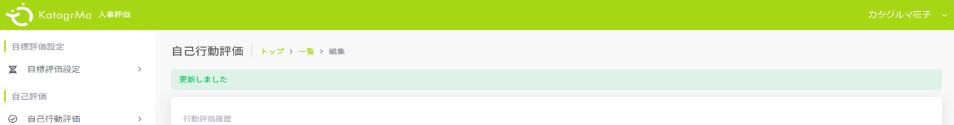 KatagrMa 人事評価
カタグルマ花子
目標評価設定
目標評価設定
自己評価
自己行動評価
自己行動評価 トップ > 一覧 > 編集
更新しました
行動評価履歴